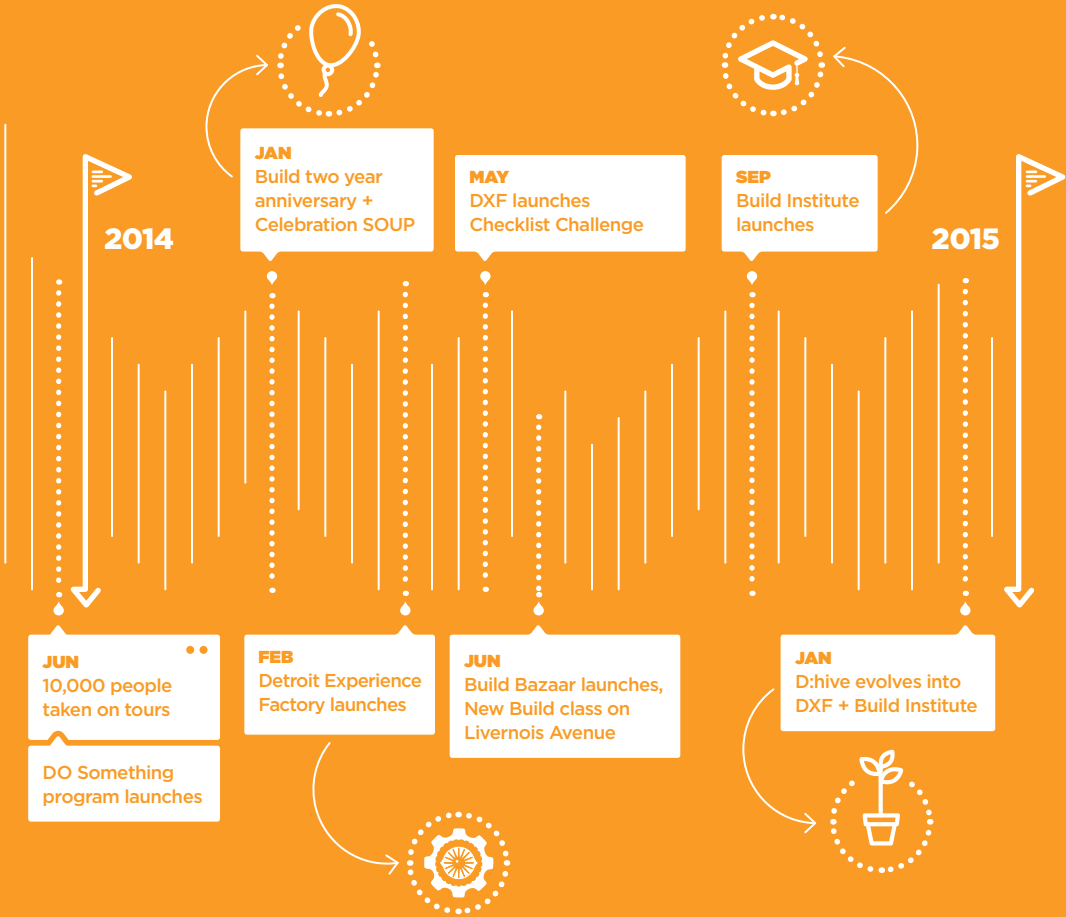 2014
JAN
Build two year
anniversary +
Celebration SOUP
MAY
DXF launches
Checklist Challenge
SEP
Build Institute
launches
2015
JUN
10,000 people
taken on tours
DO Something
program launches
FEB
Detroit Experience
Factory launches
JUN
Build Bazaar launches,
New Build class on
Livernois Avenue
JAN
D:hive evolves into
DXF + Build Institute